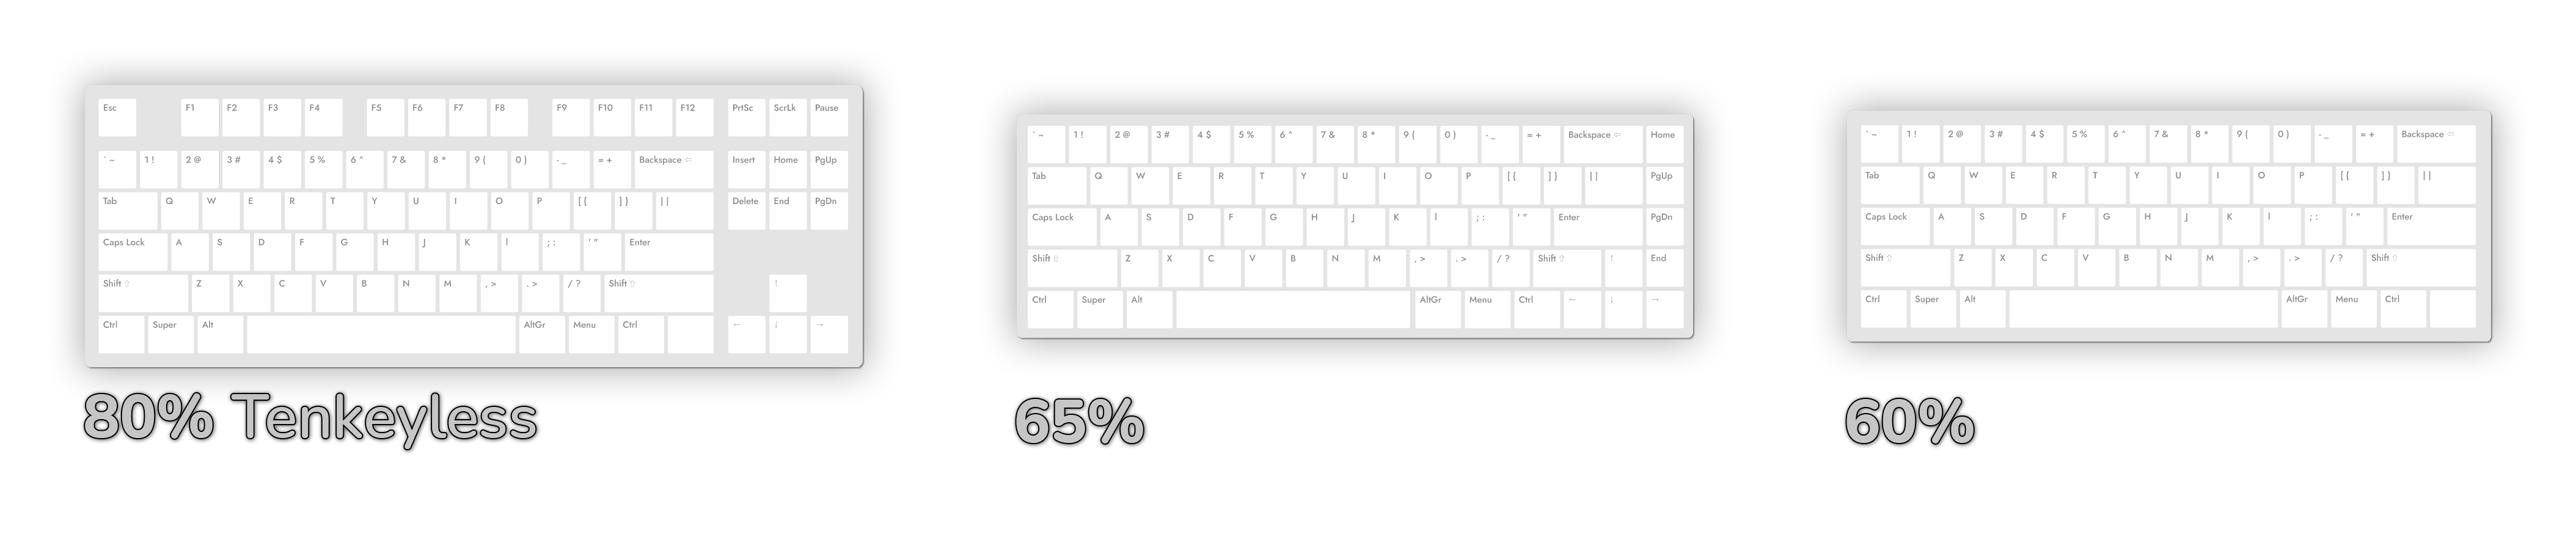 Esc F1 F2 F3 F4 F5 F6 F7 F8 F9 F10 F11 F12 PrtSc ScrLk Pause
` ~ 1 ! 2 @ 3 # 4 $ 5 % 6 ^ 7 & 8 * 9 ( 0 ) - _ = + Backspace ⇦ Insert Home PgUp
Tab Q W E R T Y U I O P [ { ] } | | Delete End PgDn
Caps Lock A S D F G H J K l ; : ' " Enter
Shift ⇧ Z X C V B N M , > . > / ? Shift ⇧ ↑
Ctrl Super Alt AltGr Menu Ctrl ← ↓ →
80% Tenkeyless
` ~ 1 ! 2 @ 3 # 4 $ 5 % 6 ^ 7 & 8 * 9 ( 0 ) - _ = + Backspace ⇦ Home
Tab Q W E R T Y U I O P [ { ] } | | PgUp
Caps Lock A S D F G H J K l ; : ' " Enter PgDn
Shift ⇧ Z X C V B N M , > . > / ? Shift ⇧ ↑ End
Ctrl Super Alt AltGr Menu Ctrl ← ↓ →
65%
` ~ 1 ! 2 @ 3 # 4 $ 5 % 6 ^ 7 & 8 * 9 ( 0 ) - _ = + Backspace ⇦
Tab Q W E R T Y U I O P [ { ] } | |
Caps Lock A S D F G H J K l ; : ' " Enter
Shift ⇧ Z X C V B N M , > . > / ? Shift ⇧
Ctrl Super Alt AltGr Menu Ctrl
60%